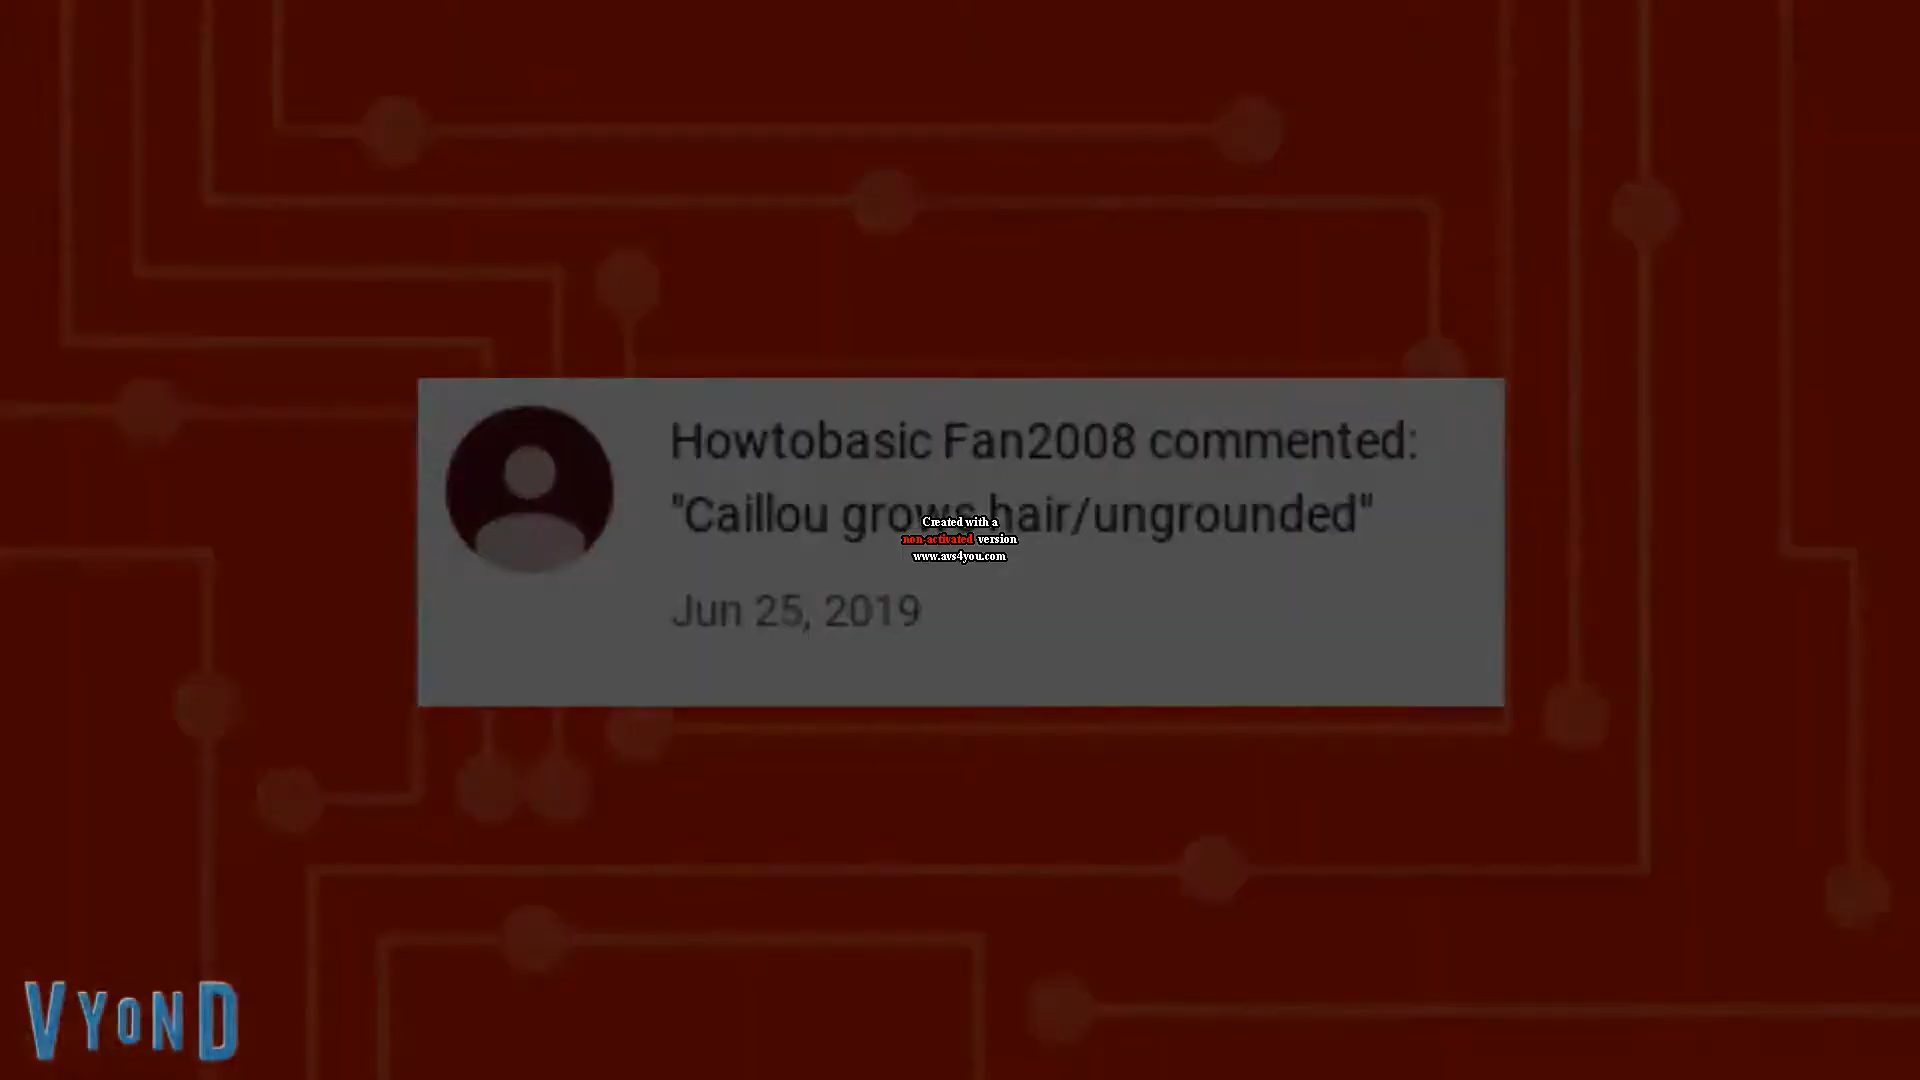 Howtobasic Fan2008 commented:
"Caillou grows hair/ungrounded"
Created with a
non-activated version
www.avs4you.com
Jun 25, 2019
VYOND